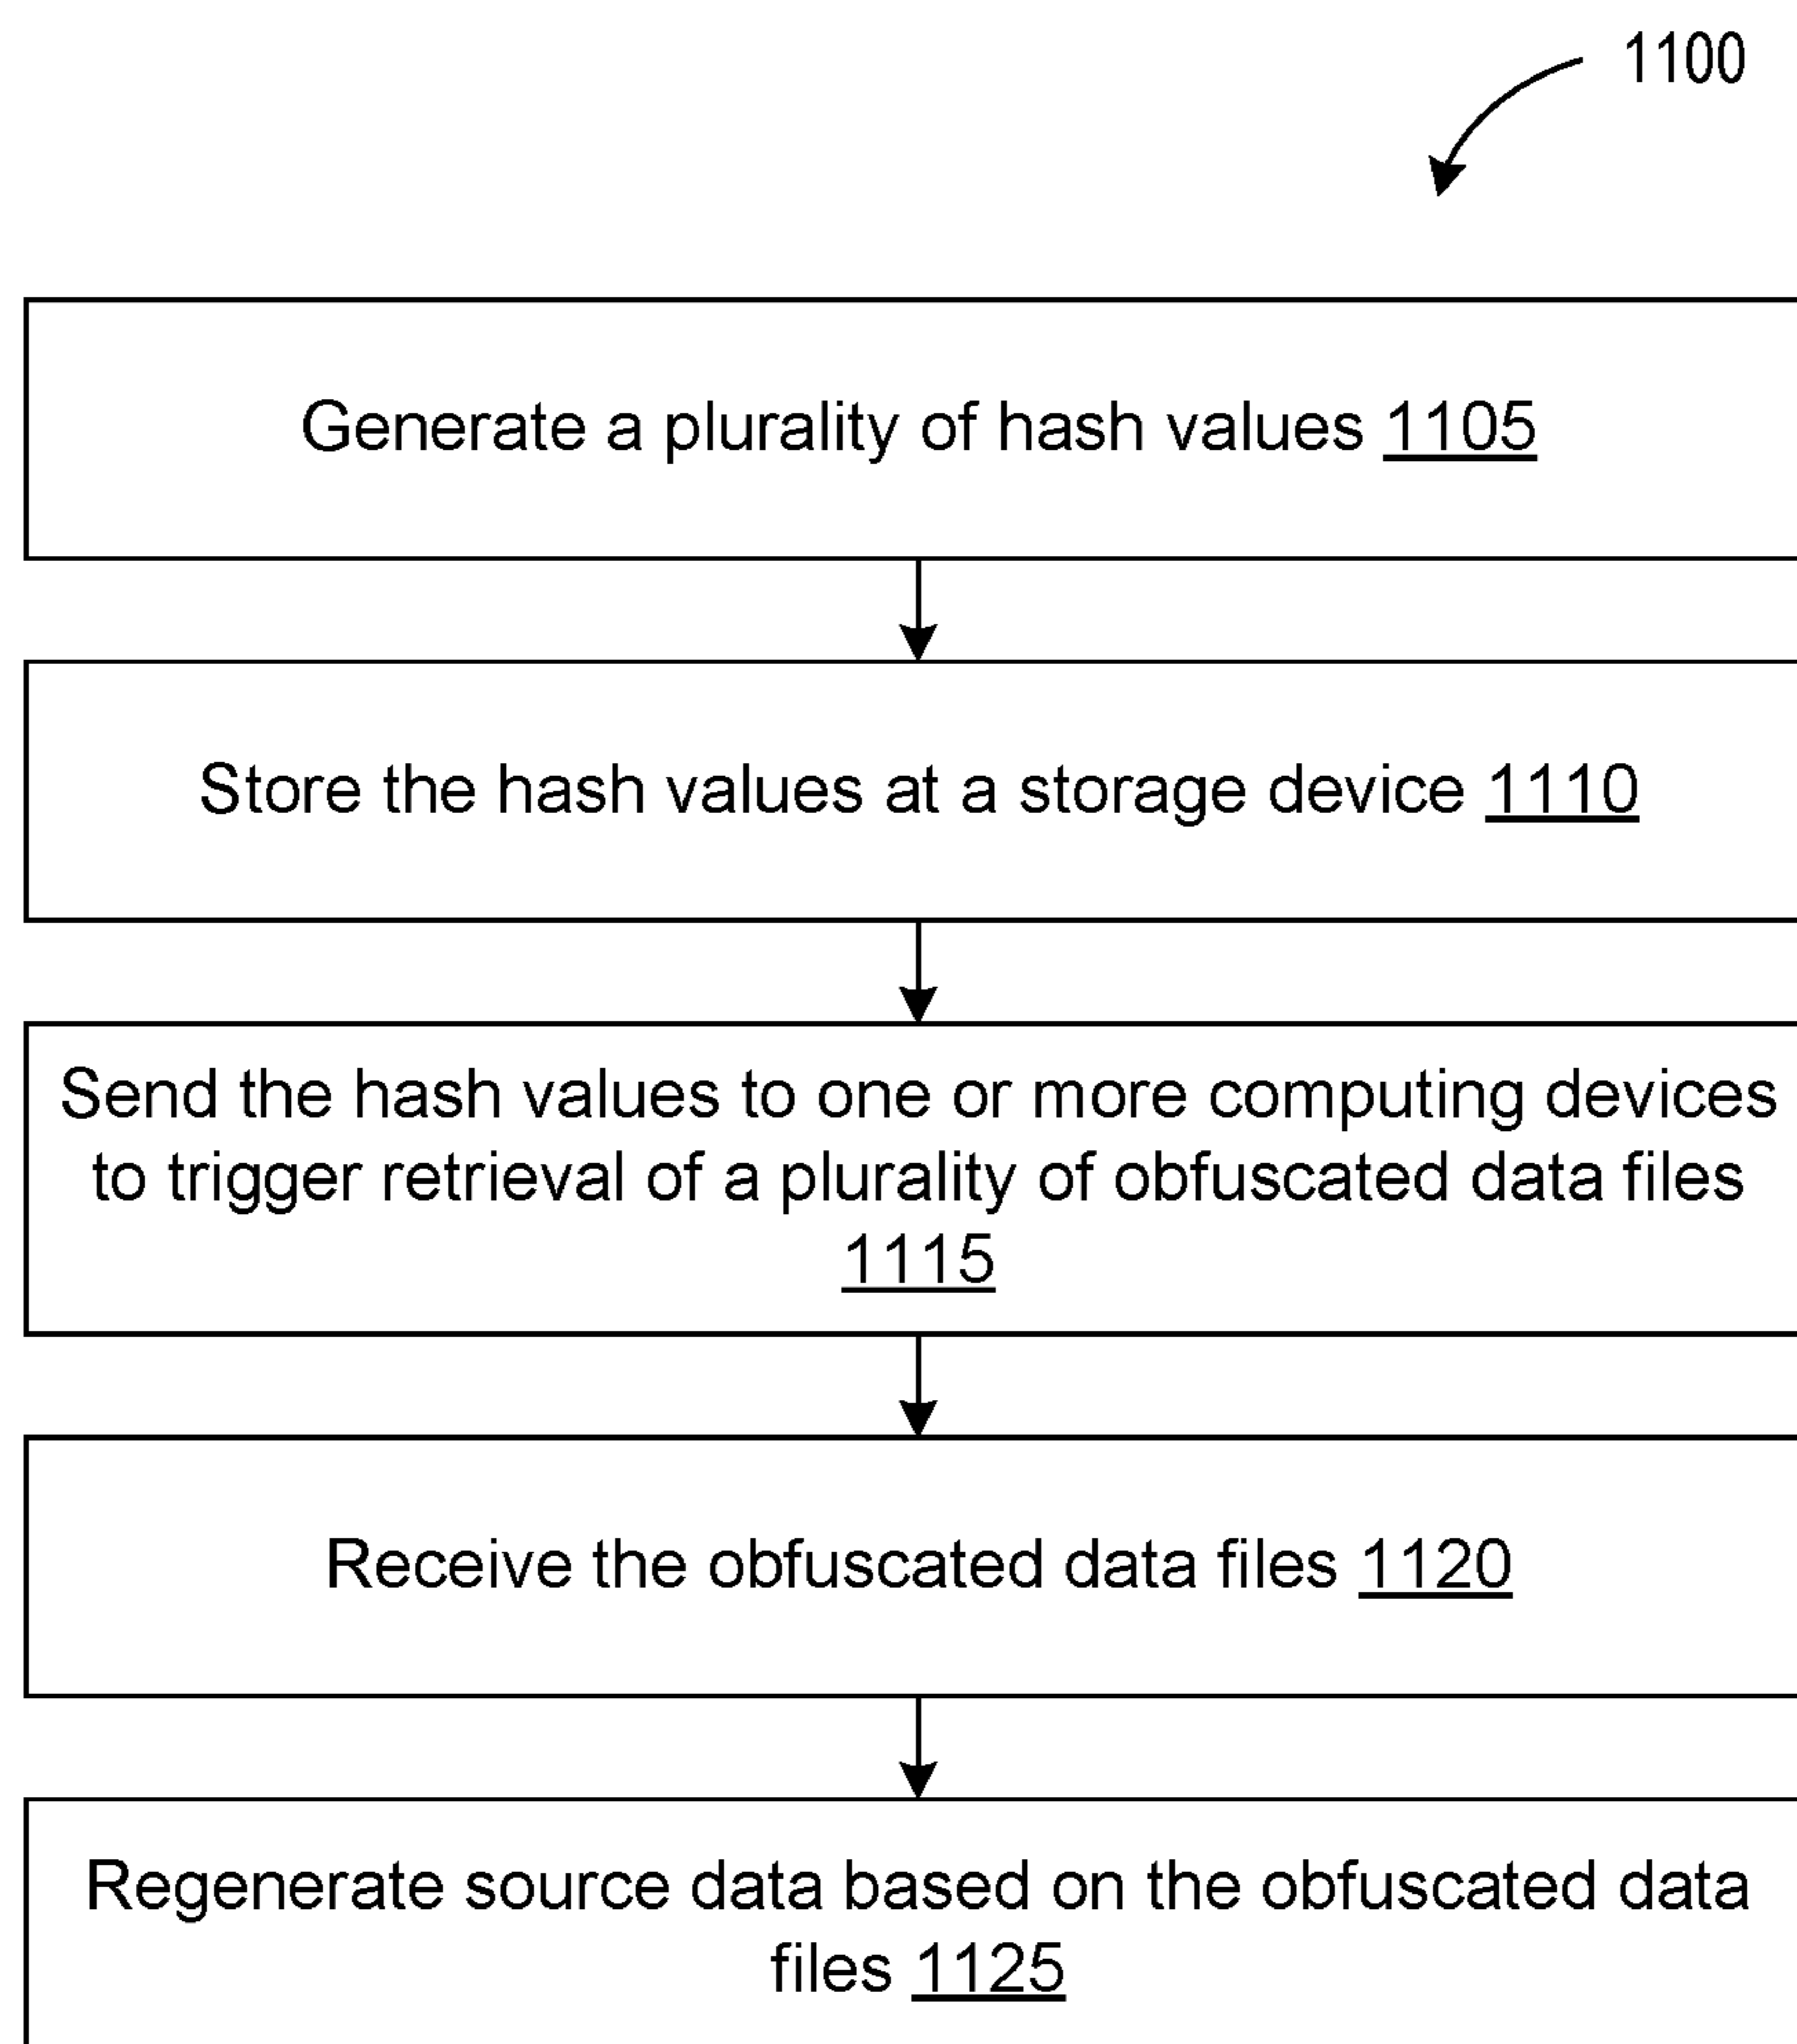 1100
Generate a plurality of hash values 1105
Store the hash values at a storage device 1110
Send the hash values to one or more computing devices
to trigger retrieval of a plurality of obfuscated data files
1115
Receive the obfuscated data files 1120
Regenerate source data based on the obfuscated data
files 1125